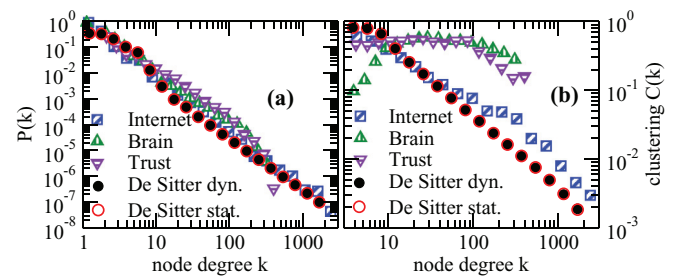 10^0
10^-1
10^-2
10^-3
10^-4
10^-5
10^-6
10^-7
10^-8
P(k)
(a)
Internet
Brain
Trust
De Sitter dyn.
De Sitter stat.
1 10 100 1000
node degree k
(b)
Internet
Brain
Trust
De Sitter dyn.
De Sitter stat.
10 100 1000
node degree k
10^0
10^-1
10^-2
10^-3
clustering C(k)